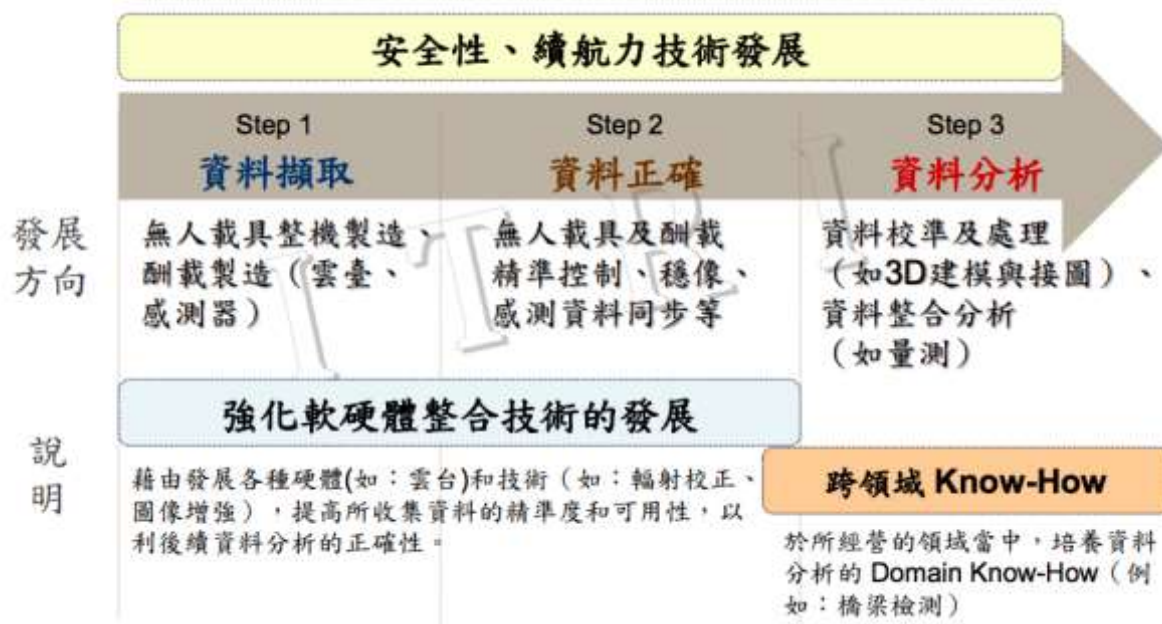 安全性、續航力技術發展
Step 1
資料擷取
Step 2
資料正確
Step 3
資料分析
發展
方向
無人載具整機製造、
酬載製造（雲臺、
感測器）
無人載具及酬載
精準控制、穩像、
感測資料同步等
資料校準及處理
（如3D建模與接圖）、
資料整合分析
（如量測）
I T R I
強化軟硬體整合技術的發展
說
明
藉由發展各種硬體(如：雲台)和技術（如：輻射校正、
圖像增強），提高所收集資料的精準度和可用性，以
利後續資料分析的正確性。
跨領域 Know-How
於所經營的領域當中，培養資料
分析的 Domain Know-How（例
如：橋梁檢測）